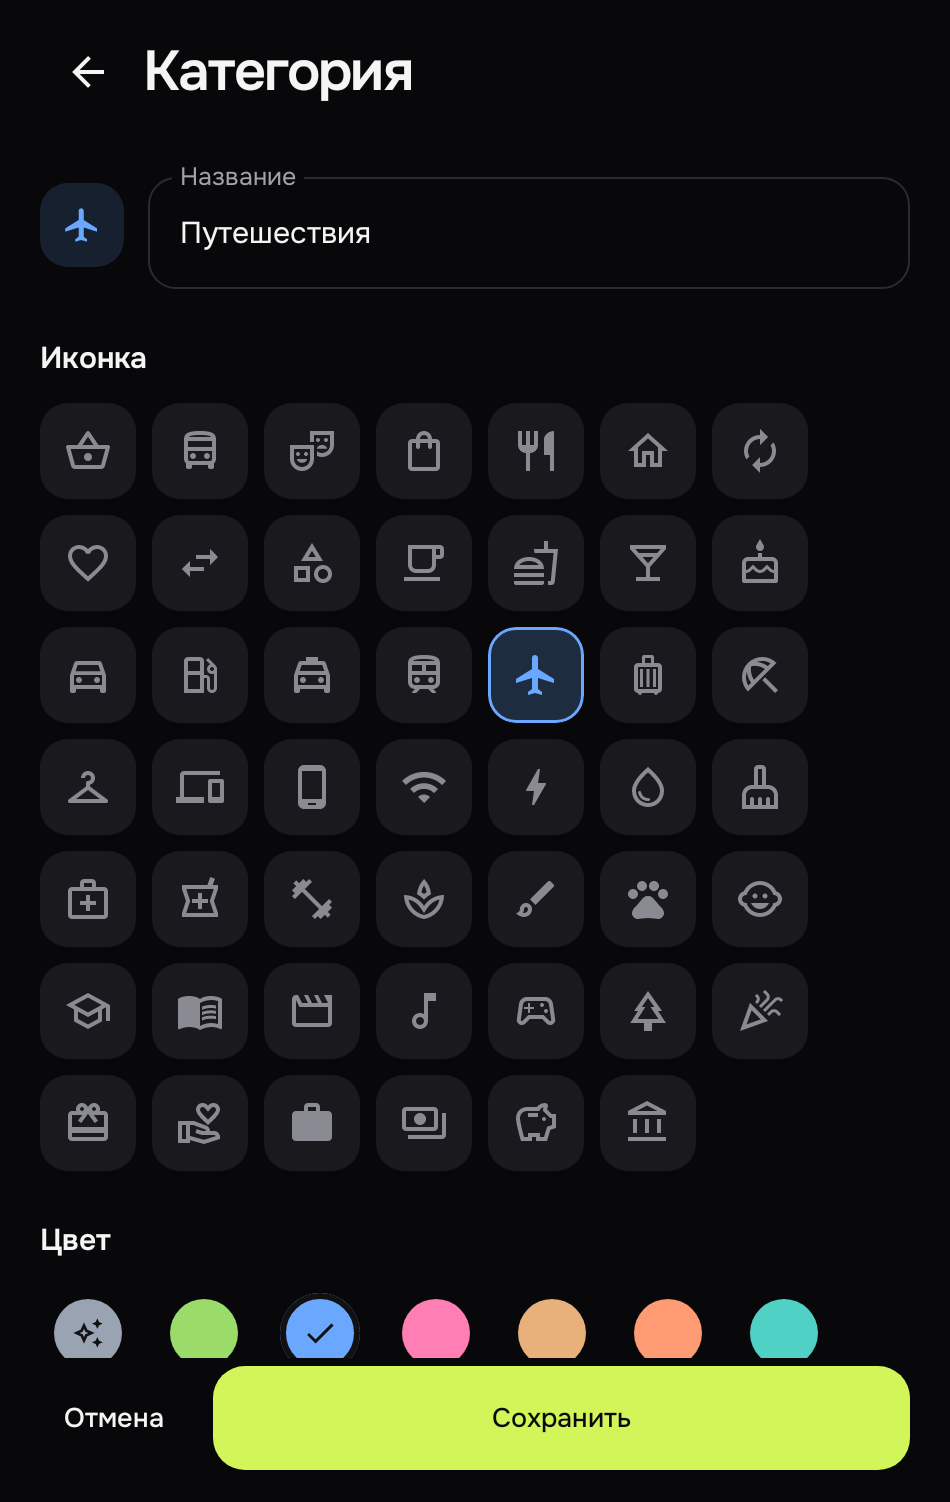 Категория
Название
Путешествия
Иконка
Цвет
Отмена
Сохранить